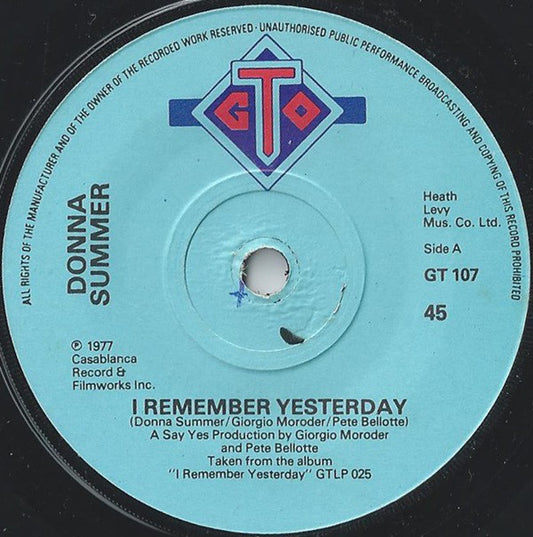 ALL RIGHTS OF THE MANUFACTURER AND OF THE OWNER OF THE RECORDED WORK RESERVED · UNAUTHORISED PUBLIC PERFORMANCE BROADCASTING AND COPYING OF THIS RECORD PROHIBITED
GTO
DONNA
SUMMER
Heath
Levy
Mus. Co. Ltd.
Side A
GT 107
45
℗ 1977
Casablanca
Record &
Filmworks Inc.
I REMEMBER YESTERDAY
(Donna Summer/Giorgio Moroder/Pete Bellotte)
A Say Yes Production by Giorgio Moroder
and Pete Bellotte
Taken from the album
"I Remember Yesterday" GTLP 025